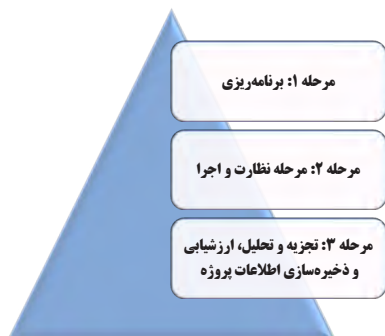 مرحله ۱: برنامه‌ریزی
مرحله ۲: مرحله نظارت و اجرا
مرحله ۳: تجزیه و تحلیل، ارزشیابی
و ذخیره‌سازی اطلاعات پروژه